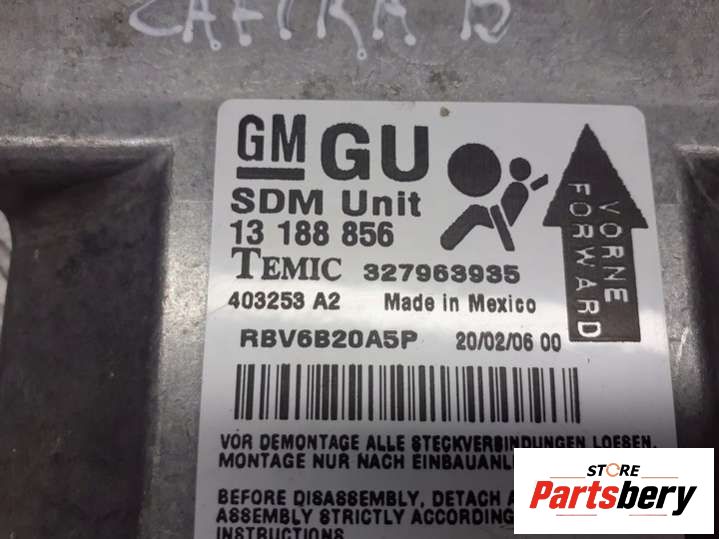 ZAFIRA B
GM GU
SDM Unit
13 188 856
TEMIC 327963935
403253 A2 Made in Mexico
RBV6B20A5P 20/02/06 00
VORNE
FORWARD
VOR DEMONTAGE ALLE STECKVERBINDUNGEN LOESEN.
MONTAGE NUR NACH
BEFORE DISASSEMBLY, DETACH
ASSEMBLY STRICTLY ACCORDING
INSTRUCTIONS
STORE
Partsbery